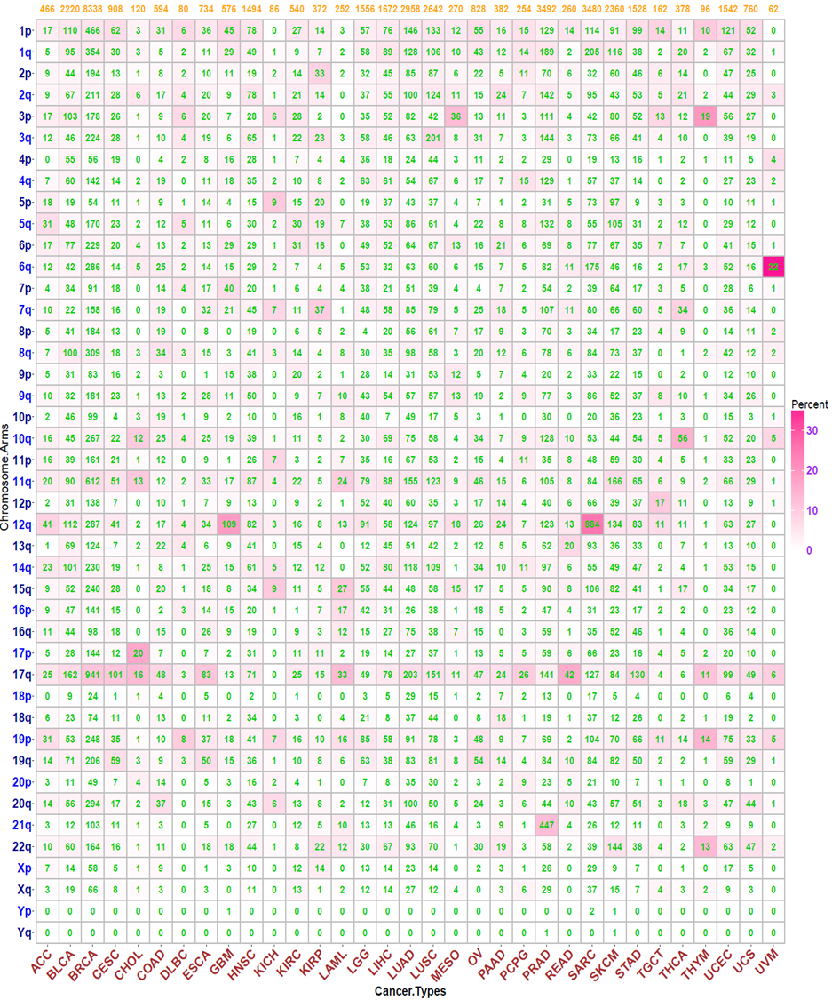 466 2220 8338 908 120 594 80 734 576 1494 86 540 372 252 1556 1672 2958 2642 270 828 382 254 3492 260 3480 2360 1528 162 378 96 1542 760 62
1p 17 110 466 62 3 31 6 36 45 78 0 27 14 3 57 76 146 133 12 55 16 15 129 14 114 91 99 14 11 10 121 52 0
1q 5 95 354 30 3 5 2 11 29 49 1 9 7 2 58 89 128 106 10 43 12 14 189 2 205 116 38 2 20 2 67 32 1
2p 9 44 194 13 1 8 2 10 11 19 2 14 33 2 32 45 85 87 6 22 5 11 70 6 32 60 46 6 14 0 47 25 0
2q 9 67 211 28 6 17 4 20 9 78 1 21 14 0 37 55 100 124 11 15 24 7 142 5 95 43 53 5 21 2 44 29 3
3p 17 103 178 26 1 9 6 20 7 28 6 28 2 0 35 52 82 42 36 13 11 3 111 4 42 80 52 13 12 19 56 27 0
3q 12 46 224 28 1 10 4 19 6 65 1 22 23 3 58 46 63 201 8 31 7 3 144 3 73 66 41 4 10 0 39 19 0
4p 0 55 56 19 0 4 2 8 16 28 1 7 4 4 36 18 24 44 3 11 2 2 29 0 19 13 16 1 2 1 11 5 4
4q 7 60 142 14 2 19 0 11 18 35 2 10 8 2 63 61 54 67 6 17 7 15 129 1 57 37 14 0 2 0 27 23 2
5p 18 19 54 11 1 9 1 14 4 15 9 15 20 0 19 37 43 37 4 7 1 2 31 5 73 97 9 3 3 0 10 11 1
5q 31 48 170 23 2 12 5 11 6 30 2 30 19 7 38 53 86 61 4 22 8 8 132 8 55 105 31 2 12 0 29 12 0
6p 17 77 229 20 4 13 2 13 29 29 1 31 16 0 49 52 64 67 13 16 21 6 69 8 77 67 35 7 7 0 41 15 1
6q 12 42 286 14 5 25 2 14 15 29 2 7 4 5 53 32 63 60 6 15 7 5 82 11 175 46 16 2 17 3 52 16 22
7p 4 34 91 18 0 14 4 17 40 20 1 6 4 4 38 21 51 39 4 4 7 2 54 2 39 64 17 3 5 0 28 6 1
7q 10 22 158 16 0 19 0 32 21 45 7 11 37 1 48 58 85 79 5 25 18 5 107 11 80 66 60 5 34 0 36 14 0
8p 5 41 184 13 0 19 0 8 0 19 0 6 5 2 4 20 56 61 7 17 9 3 70 3 34 17 23 4 9 0 14 11 2
8q 7 100 309 18 3 34 3 15 3 41 3 14 4 8 30 35 98 58 3 20 12 6 78 6 84 73 37 0 1 2 42 12 2
9p 5 31 83 16 2 3 0 1 15 38 0 20 2 1 28 14 31 53 12 5 7 4 20 2 33 22 15 0 2 0 12 10 0
9q 10 32 181 23 1 13 2 28 11 50 0 9 7 10 43 54 57 57 13 19 2 9 77 3 86 52 37 8 10 1 34 26 0
10p 2 46 99 4 3 19 1 9 2 10 0 16 1 8 40 7 49 17 5 3 1 0 30 0 20 36 23 1 3 0 15 3 1
10q 16 45 267 22 12 25 4 25 19 39 1 11 5 2 30 69 75 58 4 34 7 9 128 10 53 44 54 5 56 1 52 20 5
11p 16 39 161 21 1 12 0 9 1 26 7 3 2 7 35 16 67 53 2 15 4 11 35 8 48 59 30 4 5 1 33 23 0
11q 20 90 612 51 13 12 2 33 17 87 4 22 5 24 79 88 155 123 9 46 15 6 105 8 84 166 65 6 9 2 66 29 1
12p 2 31 138 7 0 10 1 7 9 13 0 9 2 1 52 40 60 35 3 17 14 4 40 6 66 39 37 17 11 0 13 9 1
12q 41 112 287 41 2 17 4 34 109 82 3 16 8 13 91 58 124 97 18 26 24 7 123 13 884 134 83 11 11 1 63 27 0
13q 1 69 124 7 2 22 4 6 9 41 0 15 4 0 12 45 51 42 2 12 5 5 62 20 93 36 33 0 7 1 13 10 0
14q 23 101 230 19 1 8 1 25 15 61 5 12 12 0 52 80 118 109 1 34 10 11 97 6 55 49 47 2 4 1 53 15 0
15q 9 52 240 28 0 20 1 18 8 34 9 11 5 27 55 44 48 58 15 17 5 5 90 8 106 82 41 1 17 0 34 17 0
16p 9 47 141 15 0 2 3 14 15 20 1 1 7 17 42 31 26 38 1 18 5 2 47 4 31 23 17 2 2 0 23 12 0
16q 11 44 98 18 0 15 0 26 9 19 0 9 3 12 15 27 75 38 7 15 0 3 59 1 35 52 46 1 4 0 36 14 0
17p 5 28 144 12 20 7 0 7 2 31 0 11 11 2 19 14 27 37 1 13 5 5 59 6 66 23 16 4 5 2 20 10 0
17q 25 162 941 101 16 48 3 83 13 71 0 25 15 33 49 79 203 151 11 47 24 26 141 42 127 84 130 4 6 11 99 49 6
18p 0 9 24 1 1 4 0 5 0 2 0 1 0 0 3 5 29 15 1 2 7 2 13 0 17 5 4 0 0 0 6 4 0
18q 6 23 74 11 0 13 0 11 2 34 0 3 0 4 21 8 37 44 0 8 18 1 19 1 37 12 26 0 2 1 19 2 0
19p 31 53 248 35 1 10 8 37 18 41 7 16 10 16 85 58 91 78 3 48 9 7 69 2 104 70 66 11 14 14 75 33 5
19q 14 71 206 59 3 9 3 50 15 36 1 10 8 6 63 38 83 81 8 54 14 4 84 10 84 82 50 2 2 1 59 29 1
20p 3 11 49 7 4 14 0 5 3 16 2 4 1 0 7 8 35 30 2 3 2 9 23 5 21 10 7 1 1 0 8 1 0
20q 14 56 294 17 2 37 0 15 3 43 6 13 8 2 12 31 100 50 5 24 3 6 44 10 43 57 51 3 18 3 47 44 1
21q 3 12 103 11 1 3 0 5 0 27 0 12 5 10 13 13 46 16 4 3 9 1 447 4 26 12 11 0 3 2 9 9 0
22q 10 60 164 16 1 11 0 18 18 44 1 8 22 12 30 67 93 70 1 30 19 3 58 2 39 144 38 4 2 13 63 47 2
Xp 7 14 58 5 1 9 0 1 3 10 0 12 14 0 13 14 23 14 0 2 3 1 26 0 29 9 7 0 1 0 17 5 0
Xq 3 19 66 8 1 3 0 3 0 11 0 13 1 2 12 14 27 12 4 0 3 6 29 0 37 15 7 4 3 2 9 3 0
Yp 0 0 0 0 0 0 0 0 1 0 0 0 0 0 0 0 0 0 0 0 0 0 0 0 2 1 0 0 0 0 0 0 0
Yq 0 0 0 0 0 0 0 0 0 0 0 0 0 0 0 0 0 0 0 0 0 0 1 0 0 1 0 0 0 0 0 0 0
ACC BLCA BRCA CESC CHOL COAD DLBC ESCA GBM HNSC KICH KIRC KIRP LAML LGG LIHC LUAD LUSC MESO OV PAAD PCPG PRAD READ SARC SKCM STAD TGCT THCA THYM UCEC UCS UVM
Cancer.Types
Chromosome.Arms
Percent
30
20
10
0